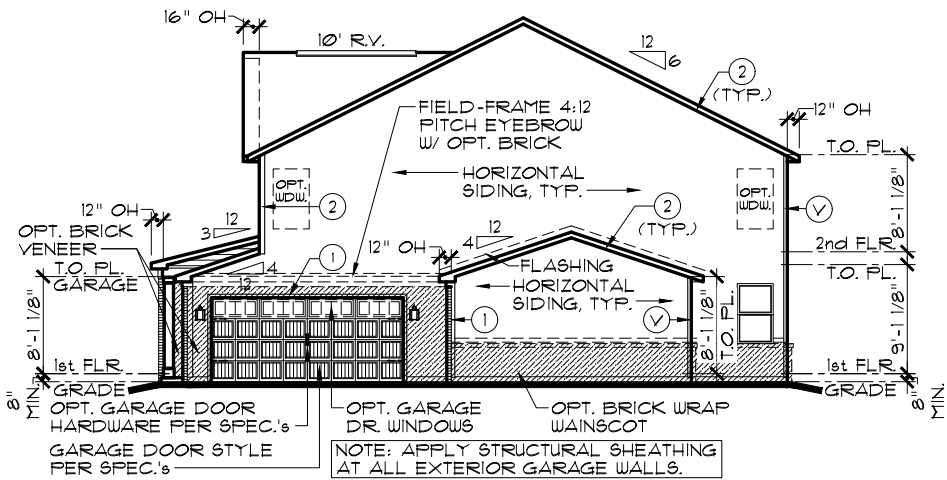 16" OH
10' R.V.
12
6
2
(TYP.)
12" OH
T.O. PL.
FIELD-FRAME 4:12
PITCH EYEBROW
W/ OPT. BRICK
HORIZONTAL
SIDING, TYP.
OPT.
WDW.
2
OPT.
WDW.
V
8'-1 1/8"
12" OH
12
3
OPT. BRICK
VENEER
12" OH
12
4
2
(TYP.)
2nd FLR.
T.O. PL.
T.O. PL.
GARAGE
4
12
1
FLASHING
HORIZONTAL
SIDING, TYP.
8'-1 1/8"
1
V
8'-1 1/8"
T.O. PL.
9'-1 1/8"
1st FLR
GRADE
8"
MIN
1st FLR
GRADE
8"
MIN
OPT. GARAGE DOOR
HARDWARE PER SPEC.'s
GARAGE DOOR STYLE
PER SPEC.'s
OPT. GARAGE
DR. WINDOWS
OPT. BRICK WRAP
WAINSCOT
NOTE: APPLY STRUCTURAL SHEATHING
AT ALL EXTERIOR GARAGE WALLS.